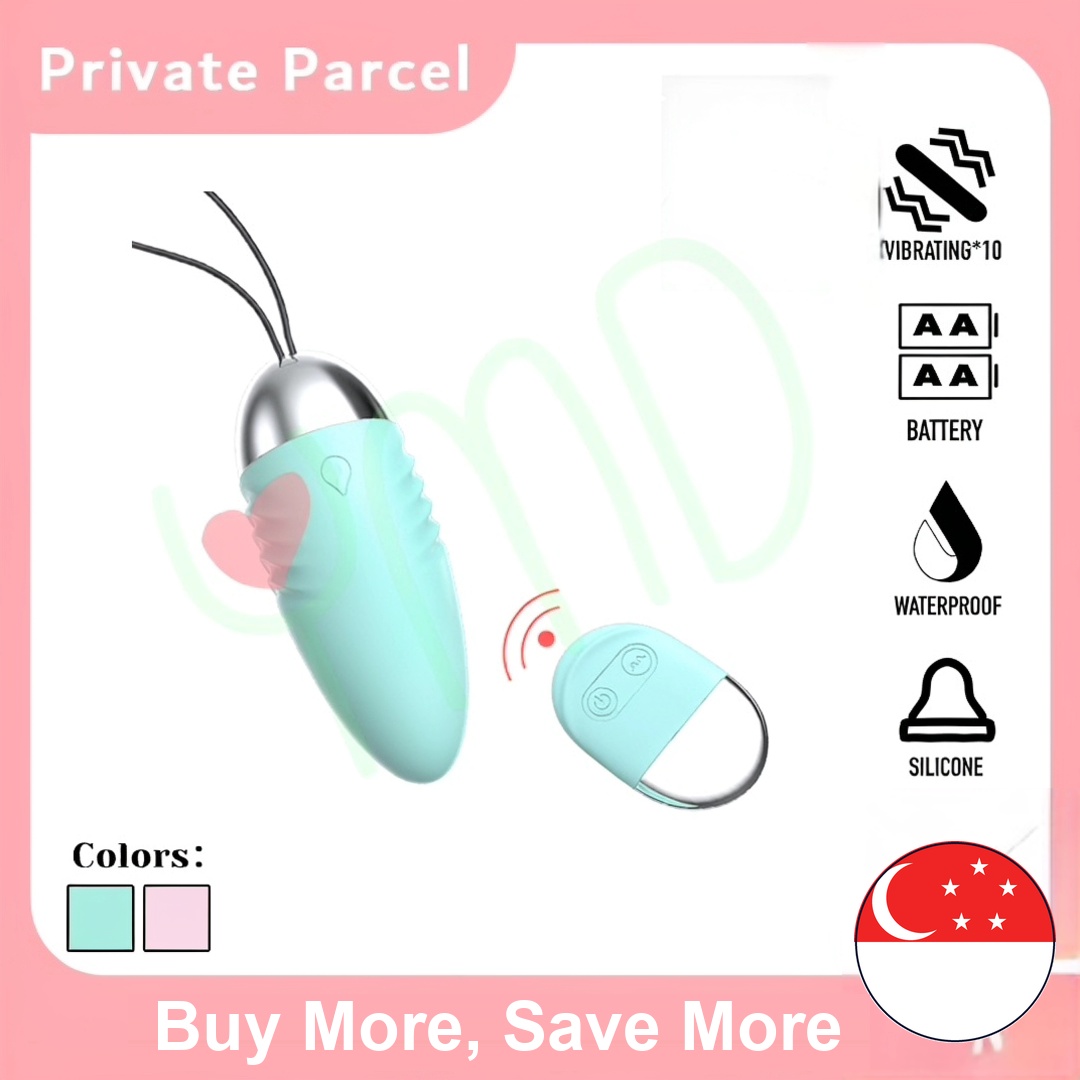 Private Parcel
VIBRATING*10
AA
AA
BATTERY
WATERPROOF
SILICONE
Colors:
Buy More, Save More